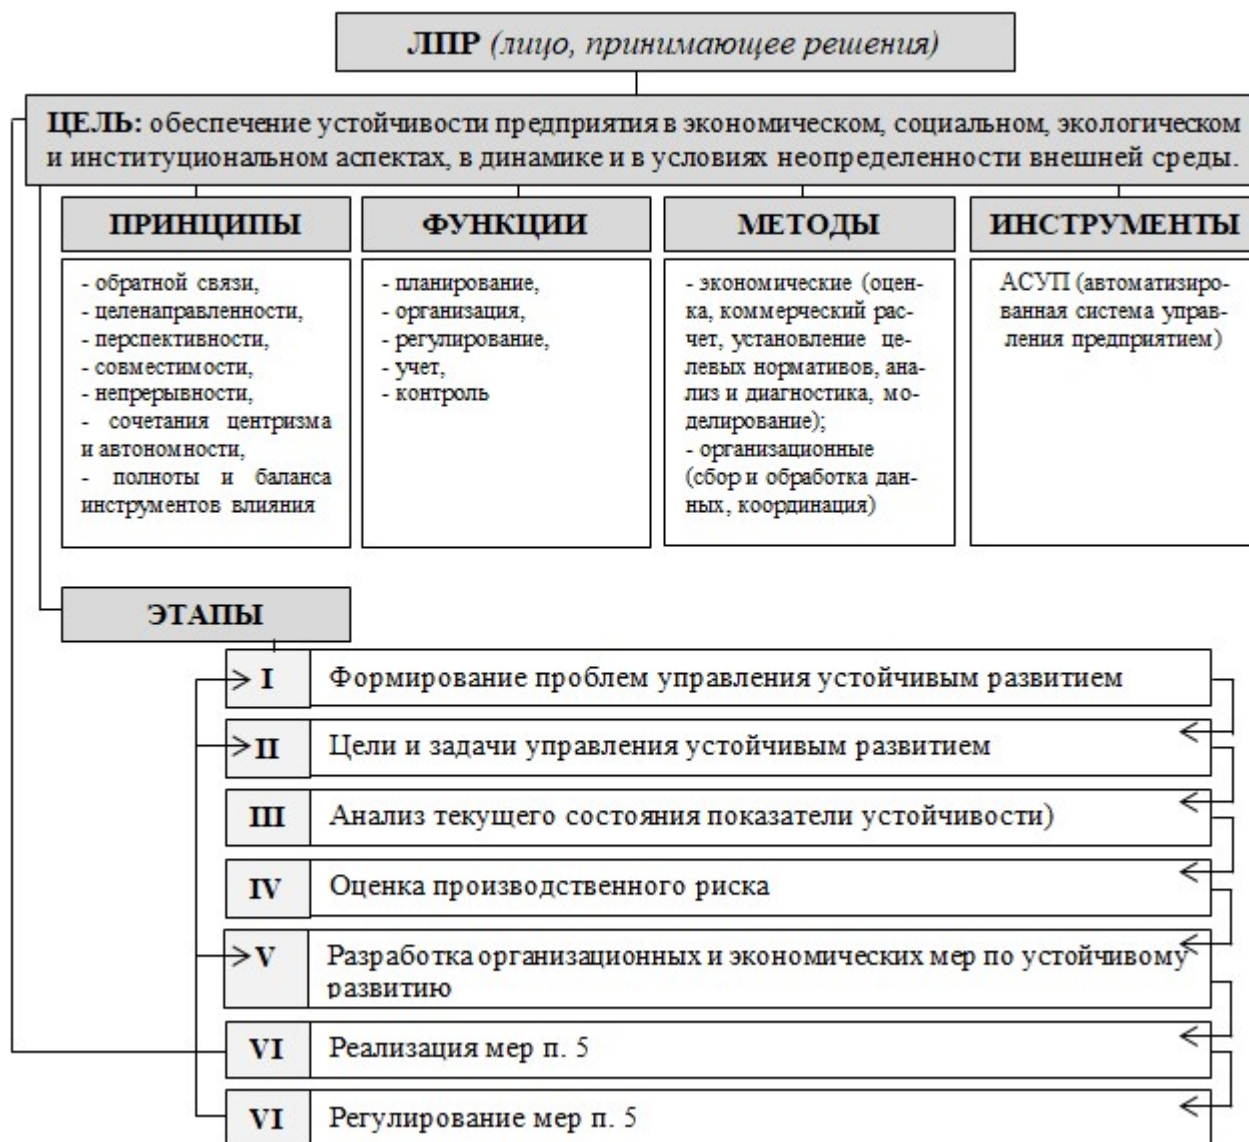 ЛПР (лицо, принимающее решения)
ЦЕЛЬ: обеспечение устойчивости предприятия в экономическом, социальном, экологическом
и институциональном аспектах, в динамике и в условиях неопределенности внешней среды.
ПРИНЦИПЫ
- обратной связи,
- целенаправленности,
- перспективности,
- совместимости,
- непрерывности,
- сочетания центризма
и автономности,
- полноты и баланса
инструментов влияния
ФУНКЦИИ
- планирование,
- организация,
- регулирование,
- учет,
- контроль
МЕТОДЫ
- экономические (оцен-
ка, коммерческий рас-
чет, установление це-
левых нормативов, ана-
лиз и диагностика, мо-
делирование);
- организационные
(сбор и обработка дан-
ных, координация)
ИНСТРУМЕНТЫ
АСУП (автоматизиро-
ванная система управ-
ления предприятием)
ЭТАПЫ
I Формирование проблем управления устойчивым развитием
II Цели и задачи управления устойчивым развитием
III Анализ текущего состояния показатели устойчивости)
IV Оценка производственного риска
V Разработка организационных и экономических мер по устойчивому
развитию
VI Реализация мер п. 5
VI Регулирование мер п. 5